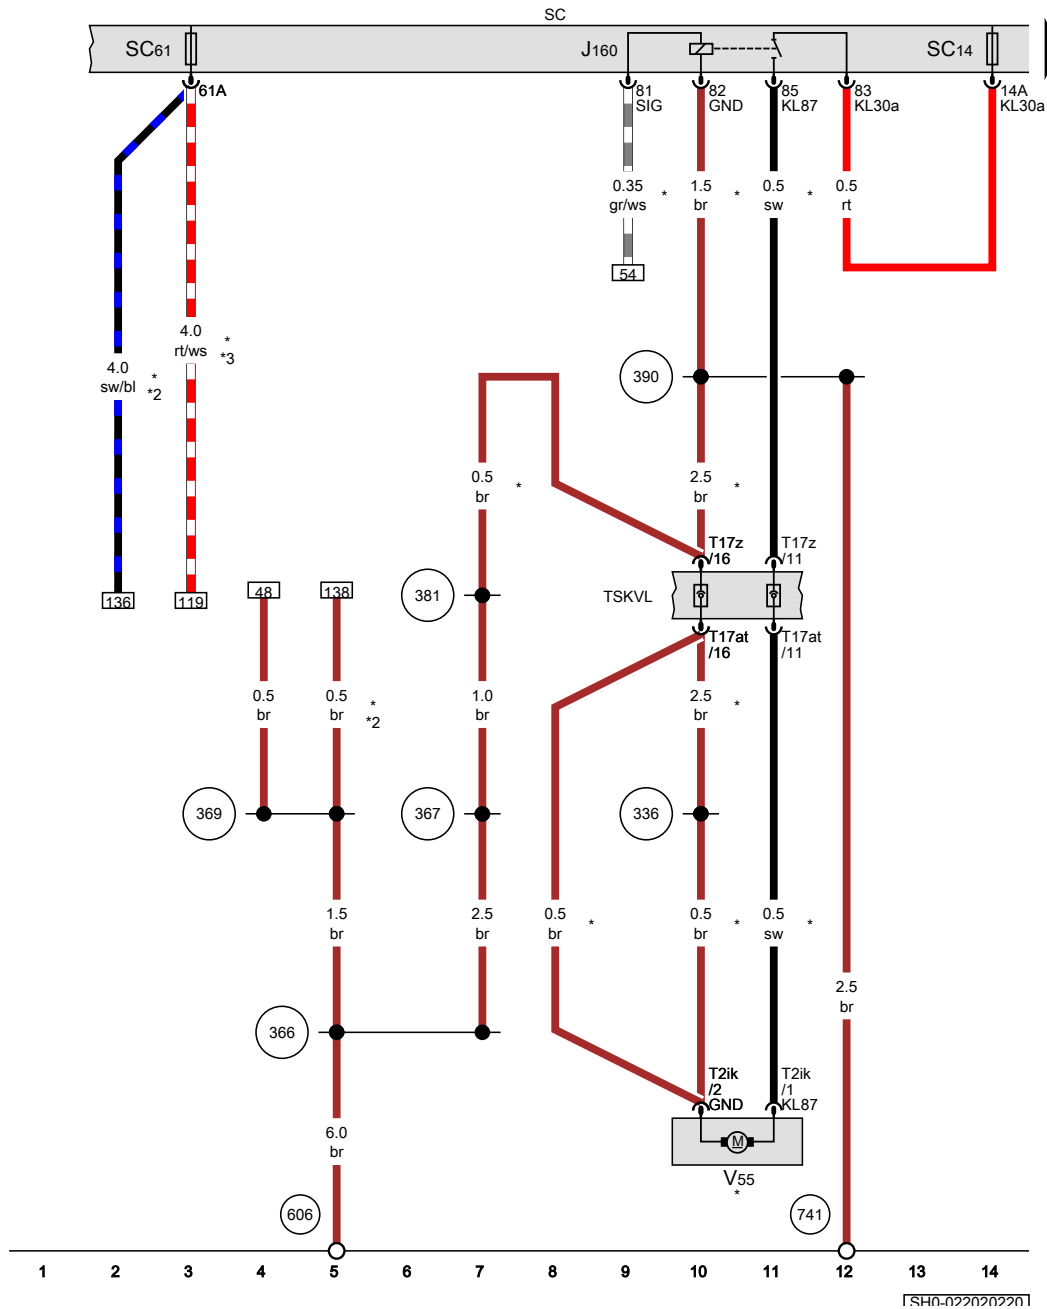 SC
SC61
J160
SC14
61A
81
SIG
82
GND
85
KL87
83
KL30a
14A
KL30a
0.35
gr/ws
*
1.5
br
*
0.5
sw
*
0.5
rt
54
4.0
rt/ws
*
*3
4.0
sw/bl
*
*2
390
0.5
br
*
2.5
br
*
T17z
/16
T17z
/11
136
119
48
138
381
TSKVL
T17at
/16
T17at
/11
0.5
br
0.5
br
*
*2
1.0
br
2.5
br
*
369
367
336
1.5
br
2.5
br
0.5
br
*
0.5
br
*
0.5
sw
*
2.5
br
366
T2ik
/2
GND
T2ik
/1
KL87
6.0
br
M
V55
*
606
741
1 2 3 4 5 6 7 8 9 10 11 12 13 14
SH0-022020220